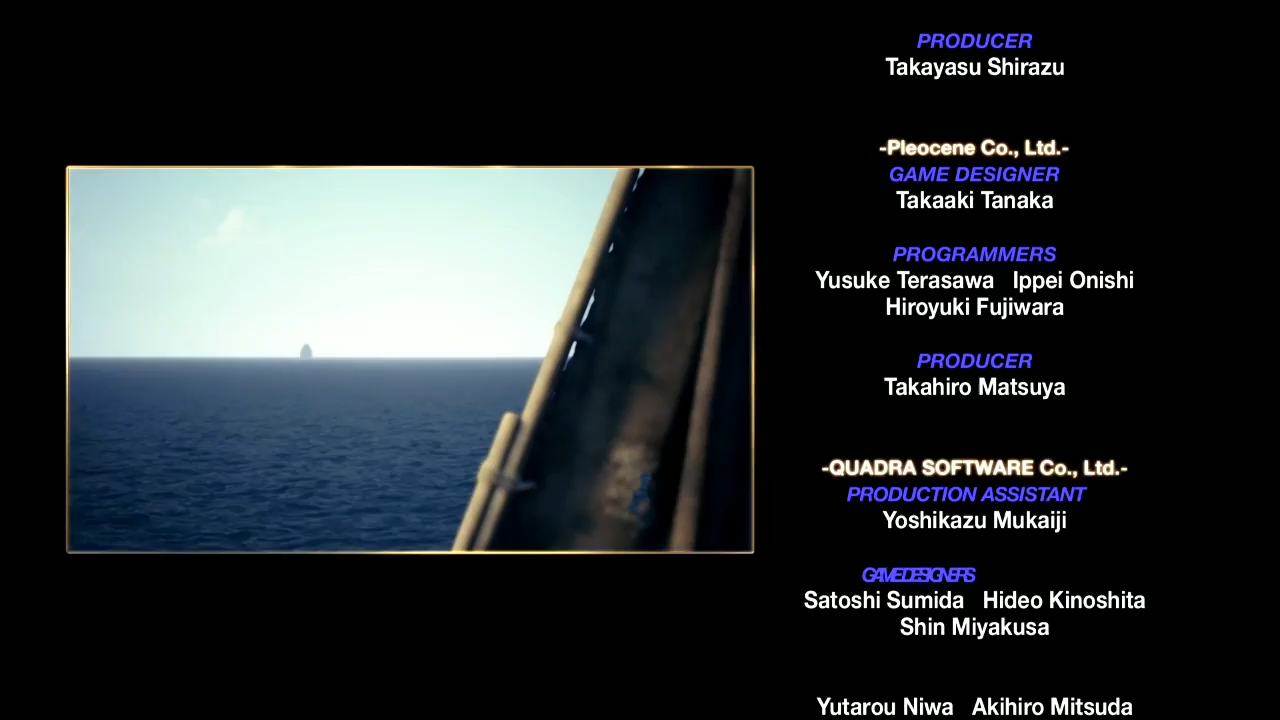 PRODUCER
Takayasu Shirazu
-Pleocene Co., Ltd.-
GAME DESIGNER
Takaaki Tanaka
PROGRAMMERS
Yusuke Terasawa Ippei Onishi
Hiroyuki Fujiwara
PRODUCER
Takahiro Matsuya
-QUADRA SOFTWARE Co., Ltd.-
PRODUCTION ASSISTANT
Yoshikazu Mukaiji
GAME DESIGNERS
Satoshi Sumida Hideo Kinoshita
Shin Miyakusa
Yutarou Niwa Akihiro Mitsuda